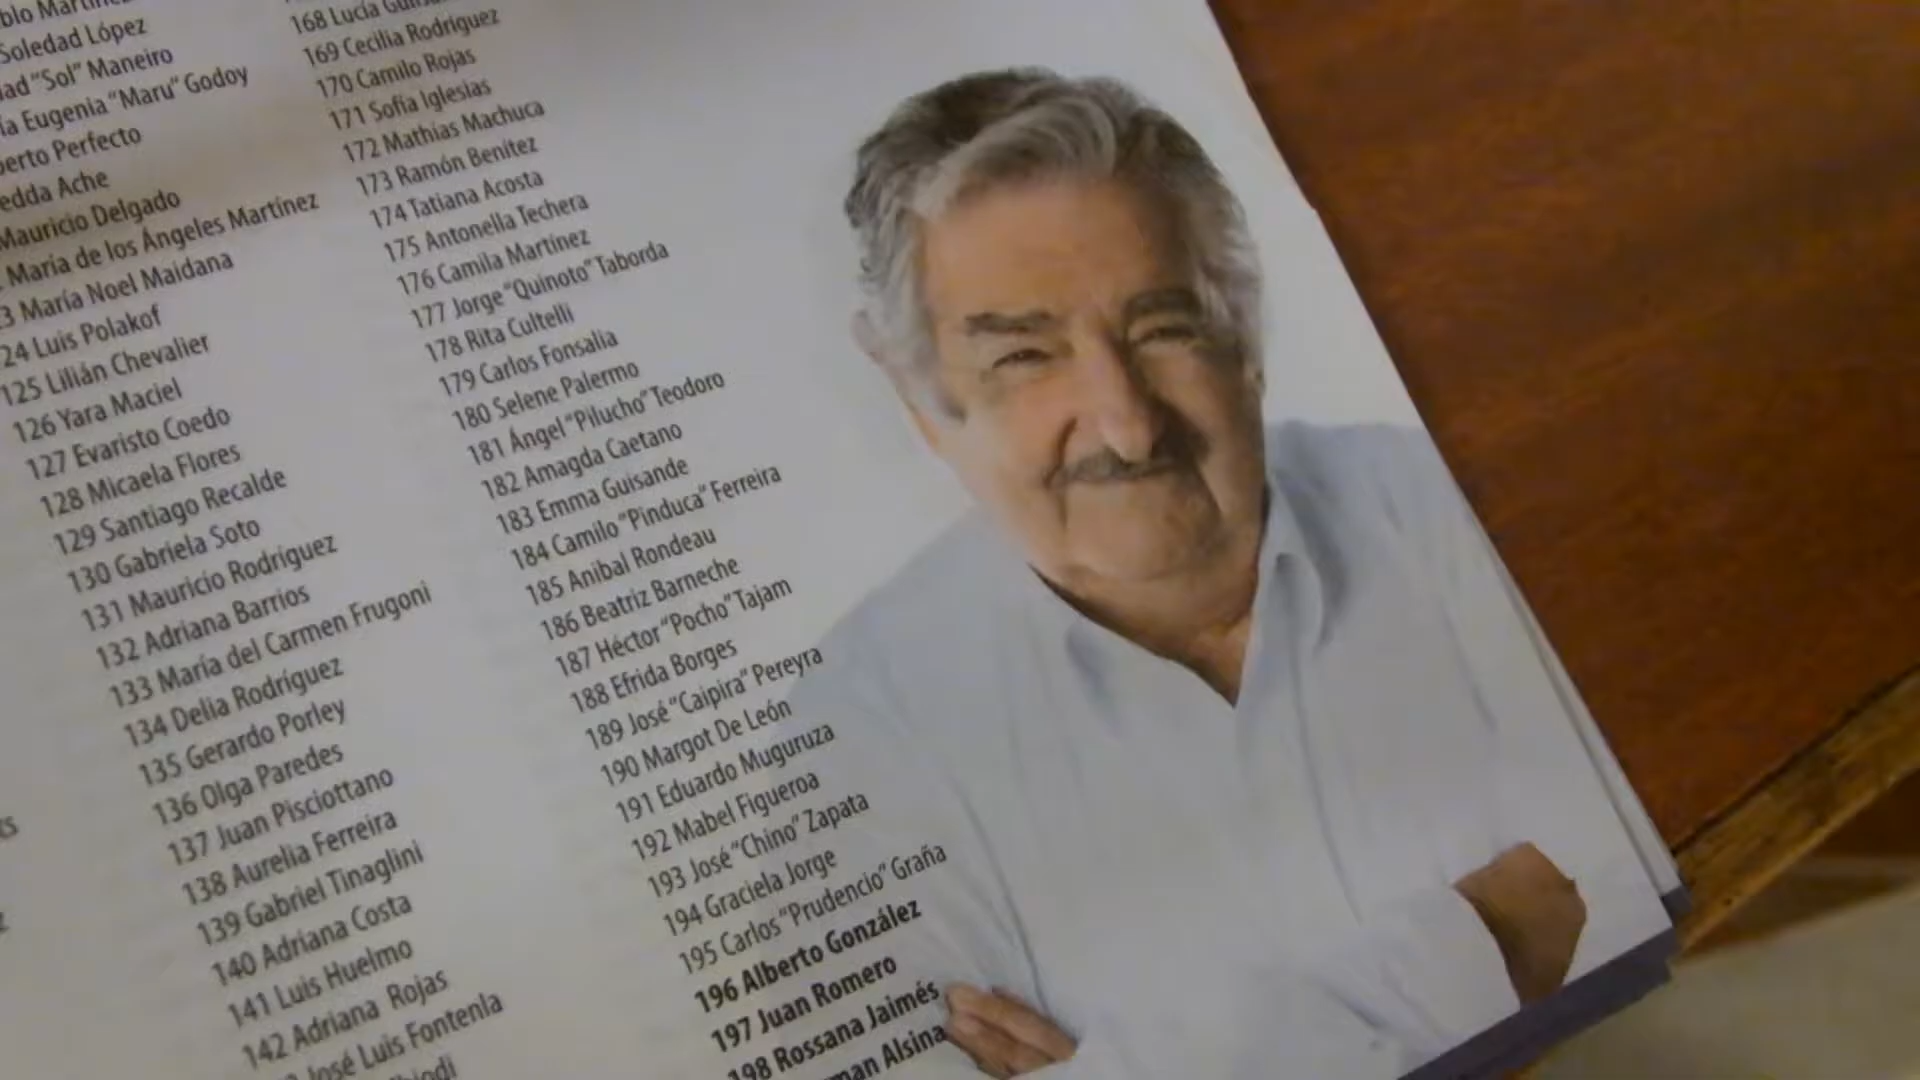 Soledad López
"Sol" Maneiro
Eugenia "Maru" Godoy
Perfecto
Ache
Mauricio Delgado
María de los Ángeles Martínez
María Noel Maidana
24 Luis Polakof
125 Lilián Chevalier
126 Yara Maciel
127 Evaristo Coedo
128 Micaela Flores
129 Santiago Recalde
130 Gabriela Soto
131 Mauricio Rodríguez
132 Adriana Barrios
133 María del Carmen Frugoni
134 Delia Rodríguez
135 Gerardo Porley
136 Olga Paredes
137 Juan Pisciottano
138 Aurelia Ferreira
139 Gabriel Tinaglini
140 Adriana Costa
141 Luis Huelmo
142 Adriana Rojas
José Luis Fontenla
168 Lucía
169 Cecilia Rodríguez
170 Camilo Rojas
171 Sofía Iglesias
172 Mathias Machuca
173 Ramón Benítez
174 Tatiana Acosta
175 Antonella Techera
176 Camila Martínez
177 Jorge "Quinoto" Taborda
178 Rita Cultelli
179 Carlos Fonsalia
180 Selene Palermo
181 Ángel "Pilucho" Teodoro
182 Amagda Caetano
183 Emma Guisande
184 Camilo "Pinduca" Ferreira
185 Anibal Rondeau
186 Beatriz Barneche
187 Héctor "Pocho" Tajam
188 Efrida Borges
189 José "Caipira" Pereyra
190 Margot De León
191 Eduardo Muguruza
192 Mabel Figueroa
193 José "Chino" Zapata
194 Graciela Jorge
195 Carlos "Prudencio" Graña
196 Alberto González
197 Juan Romero
198 Rossana Jaimés
Alsina